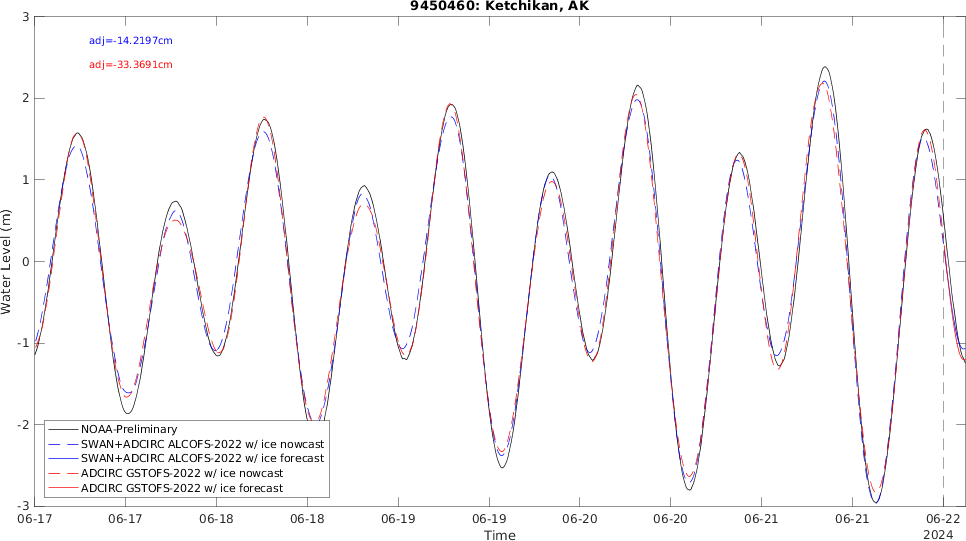 9450460: Ketchikan, AK
adj=-14.2197cm
adj=-33.3691cm
3
2
1
0
-1
-2
-3
Water Level (m)
NOAA-Preliminary
SWAN+ADCIRC ALCOFS-2022 w/ ice nowcast
SWAN+ADCIRC ALCOFS-2022 w/ ice forecast
ADCIRC GSTOFS-2022 w/ ice nowcast
ADCIRC GSTOFS-2022 w/ ice forecast
06-17 06-17 06-18 06-18 06-19 06-19 06-20 06-20 06-21 06-21 06-22
Time
2024